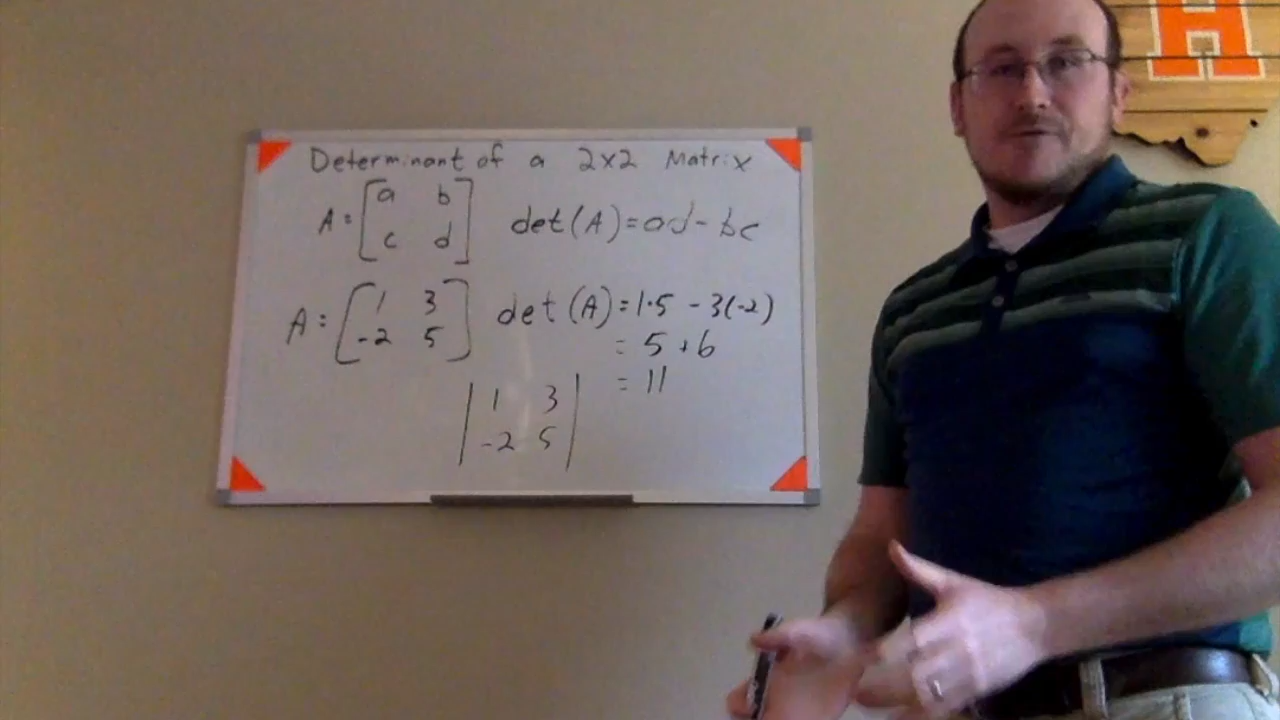 Determinant of a 2x2 Matrix
A = [a b
c d] det(A) = ad - bc
A = [1 3
-2 5] det(A) = 1·5 - 3(-2)
= 5 + 6
= 11
|1 3|
|-2 5|
H